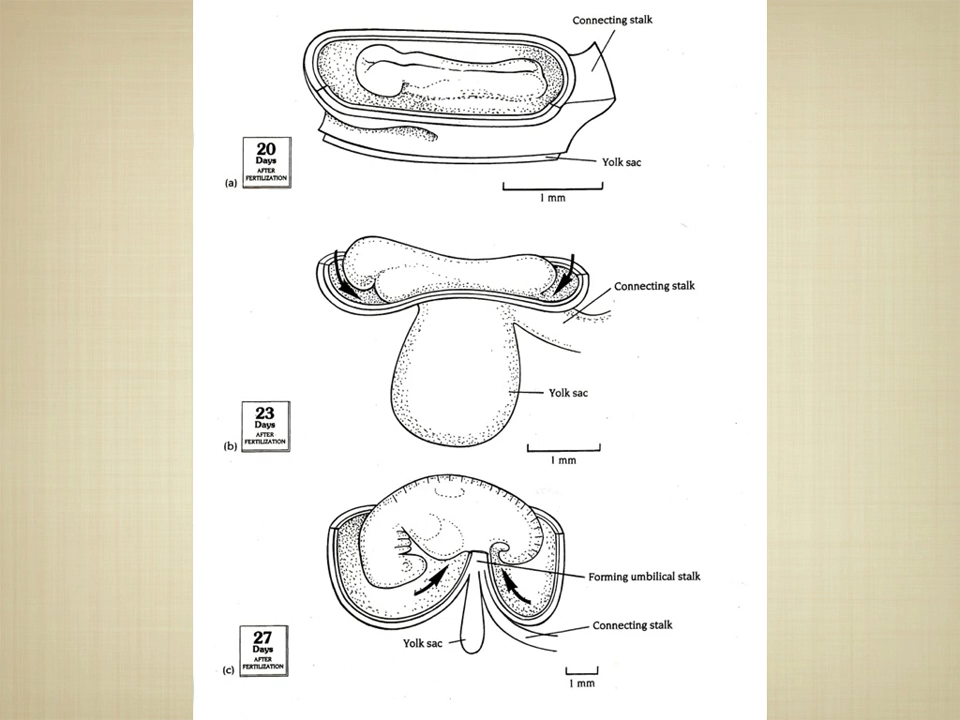 Connecting stalk
20
Days
AFTER
FERTILIZATION
(a)
Yolk sac
1 mm
Connecting stalk
Yolk sac
23
Days
AFTER
FERTILIZATION
(b)
1 mm
Forming umbilical stalk
Connecting stalk
Yolk sac
27
Days
AFTER
FERTILIZATION
(c)
1 mm